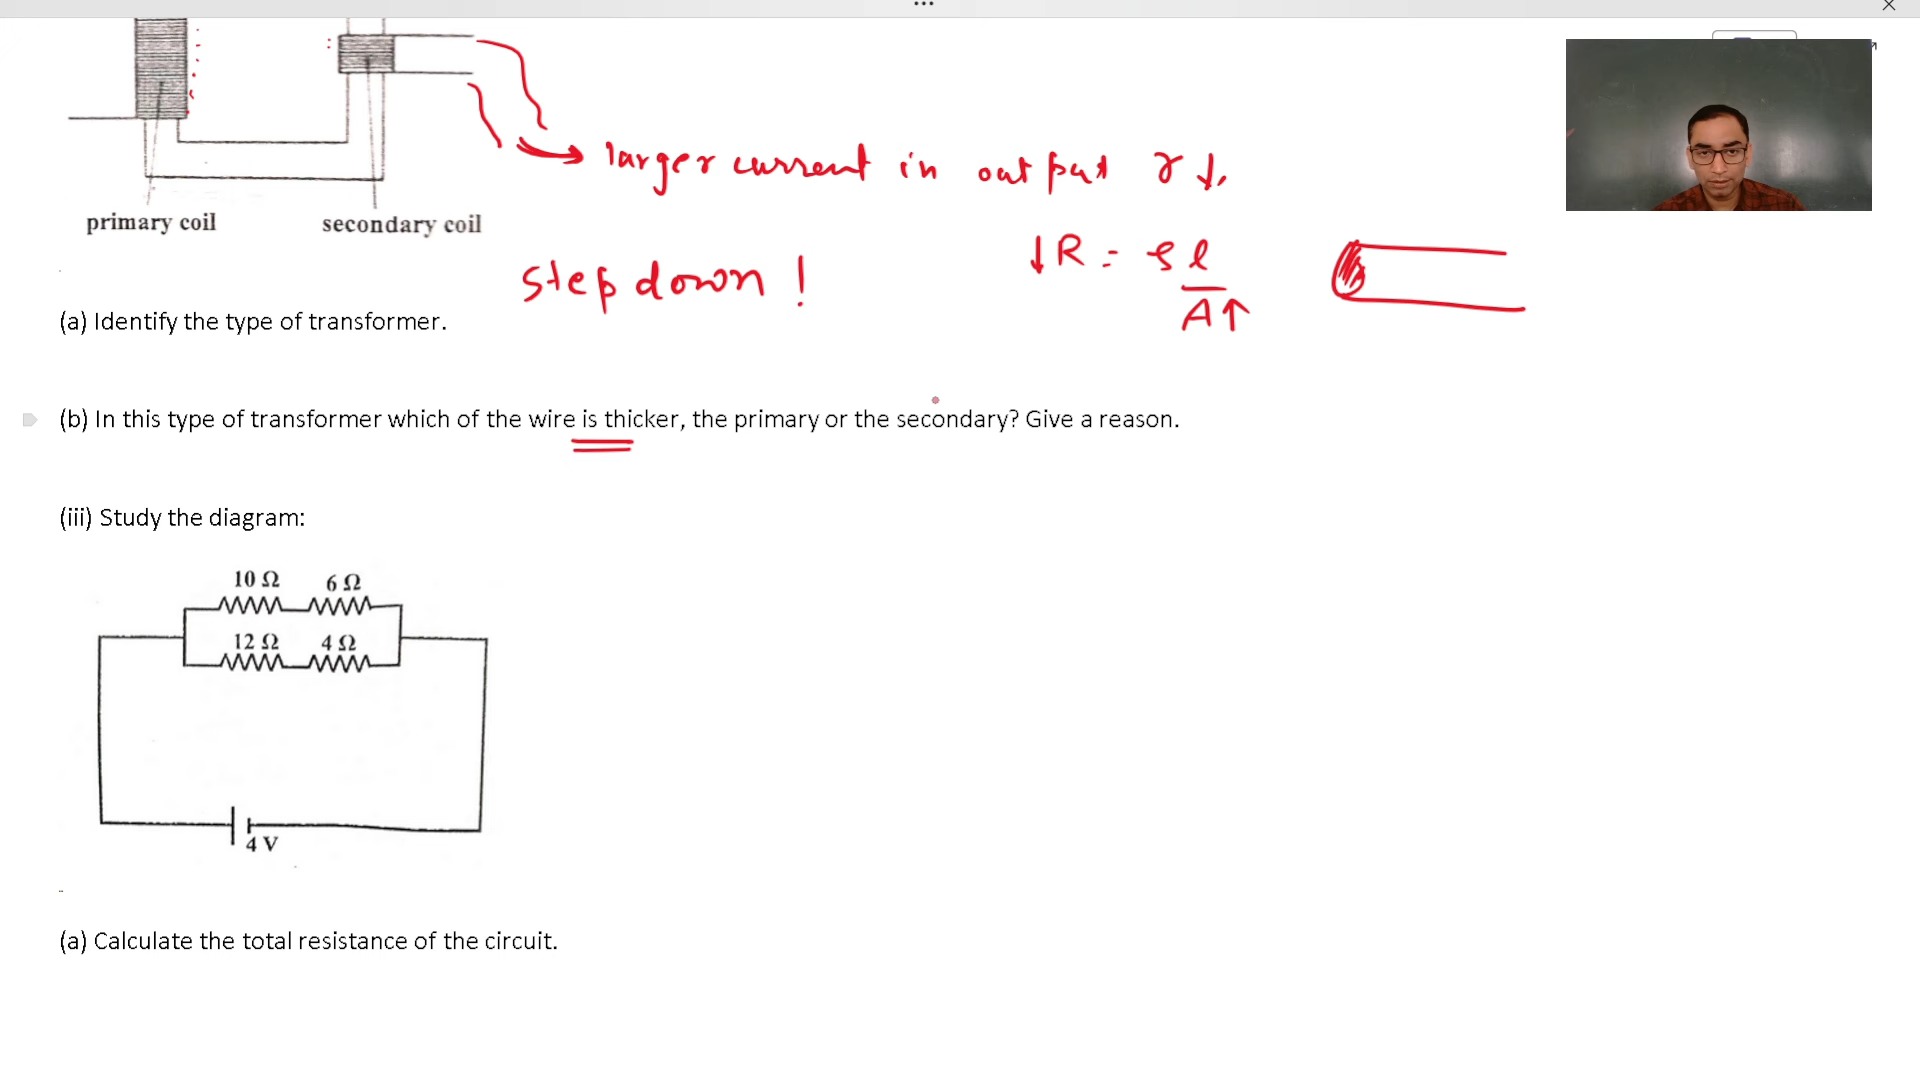 larger current in output r ↓.
primary coil secondary coil
↓R = ρ l
A↑
step down !
(a) Identify the type of transformer.
(b) In this type of transformer which of the wire is thicker, the primary or the secondary? Give a reason.
(iii) Study the diagram:
10 Ω 6 Ω
12 Ω 4 Ω
4 V
(a) Calculate the total resistance of the circuit.